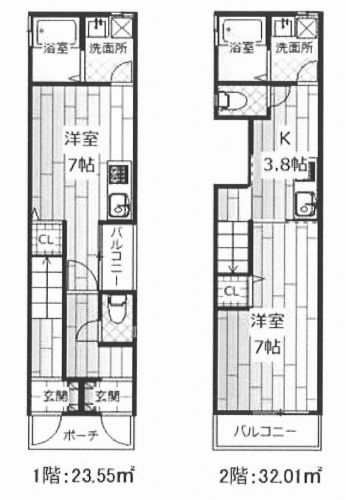 浴室
洗面所
洋室
7帖
CL
バルコニー
玄関
玄関
ポーチ
1階:23.55㎡
浴室
洗面所
K
3.8帖
CL
洋室
7帖
バルコニー
2階:32.01㎡